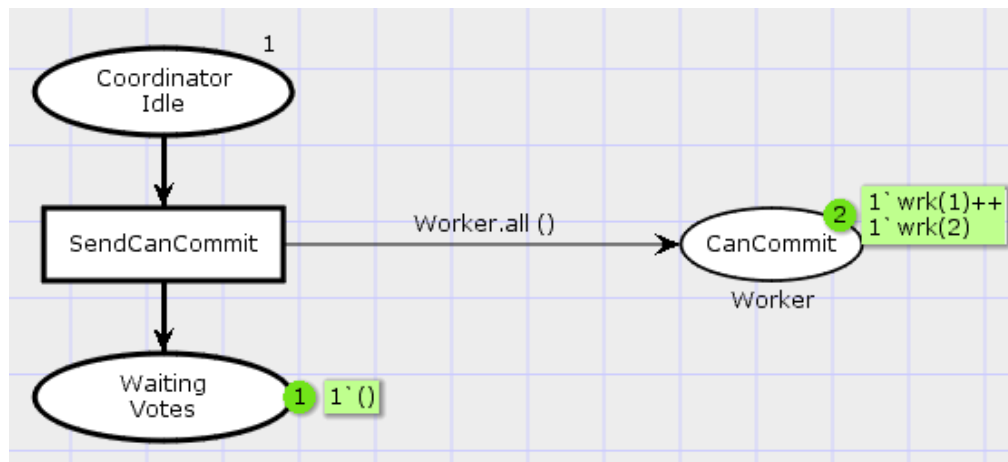 1
Coordinator
Idle
SendCanCommit
Worker.all ()
CanCommit
2
1`wrk(1)++
1`wrk(2)
Worker
Waiting
Votes
1
1`()